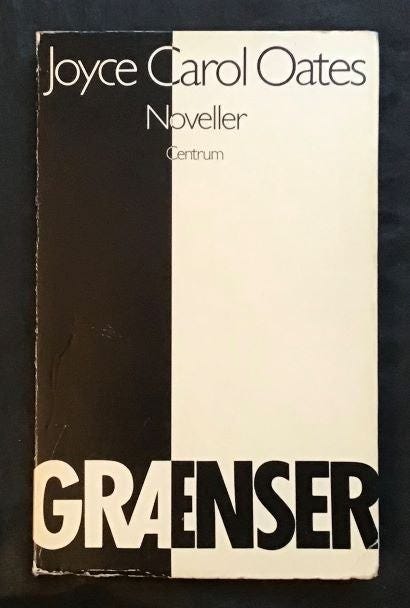 Joyce Carol Oates
Noveller
Centrum
GRÆNSER